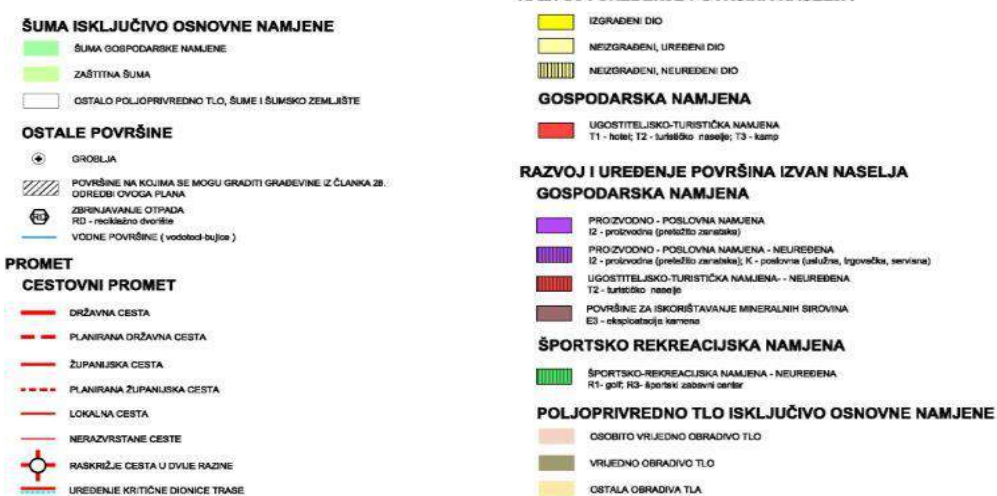 ŠUMA ISKLJUČIVO OSNOVNE NAMJENE
ŠUMA GOSPODARSKE NAMJENE
ZAŠTITNA ŠUMA
OSTALO POLJOPRIVREDNO TLO, ŠUME I ŠUMSKO ZEMLJIŠTE
OSTALE POVRŠINE
GROBLJA
POVRŠINE NA KOJIMA SE MOGU GRADITI GRAĐEVINE IZ ČLANKA 28.
ODREDBI OVOGA PLANA
RD
ZBRINJAVANJE OTPADA
RD - reciklažno dvorište
VODNE POVRŠINE ( vodotoci-bujice )
PROMET
CESTOVNI PROMET
DRŽAVNA CESTA
PLANIRANA DRŽAVNA CESTA
ŽUPANIJSKA CESTA
PLANIRANA ŽUPANIJSKA CESTA
LOKALNA CESTA
NERAZVRSTANE CESTE
RASKRIŽJE CESTA U DVIJE RAZINE
UREĐENJE KRITIČNE DIONICE TRASE
IZGRAĐENI DIO
NEIZGRAĐENI, UREĐENI DIO
NEIZGRAĐENI, NEUREĐENI DIO
GOSPODARSKA NAMJENA
UGOSTITELJSKO-TURISTIČKA NAMJENA
T1 - hotel; T2 - turističko naselje; T3 - kamp
RAZVOJ I UREĐENJE POVRŠINA IZVAN NASELJA
GOSPODARSKA NAMJENA
PROIZVODNO - POSLOVNA NAMJENA
I2 - proizvodna (pretežito zanatska)
PROIZVODNO - POSLOVNA NAMJENA - NEUREĐENA
I2 - proizvodna (pretežito zanatska); K - poslovna (uslužna, trgovačka, servisna)
UGOSTITELJSKO-TURISTIČKA NAMJENA- - NEUREĐENA
T2 - turističko naselje
POVRŠINE ZA ISKORIŠTAVANJE MINERALNIH SIROVINA
E3 - eksploatacija kamena
ŠPORTSKO REKREACIJSKA NAMJENA
ŠPORTSKO-REKREACIJSKA NAMJENA - NEUREĐENA
R1- golf; R3- športski zabavni centar
POLJOPRIVREDNO TLO ISKLJUČIVO OSNOVNE NAMJENE
OSOBITO VRIJEDNO OBRADIVO TLO
VRIJEDNO OBRADIVO TLO
OSTALA OBRADIVA TLA